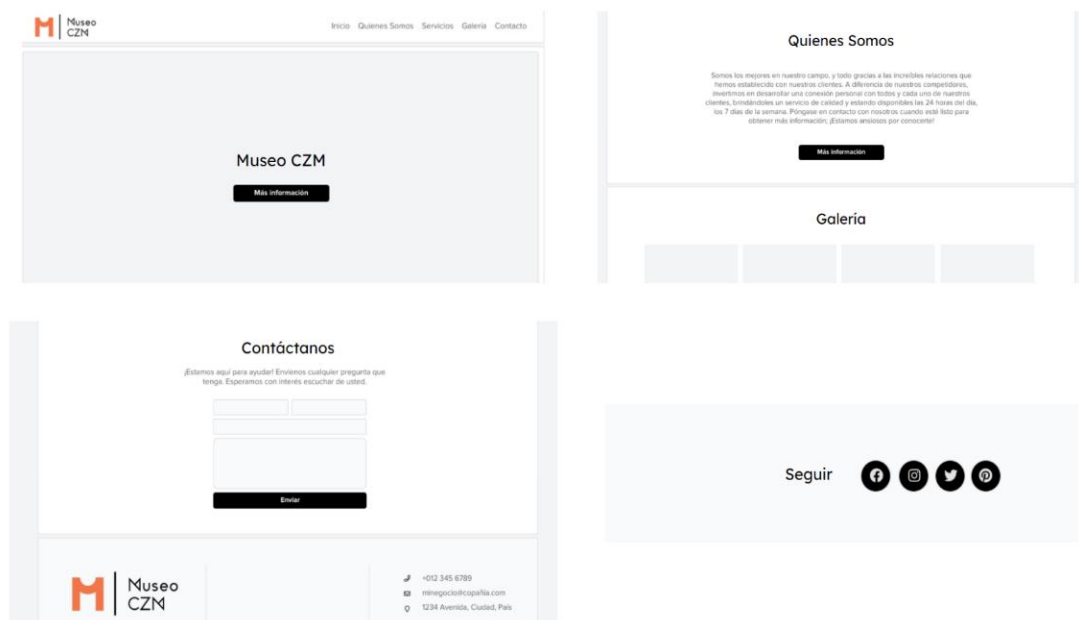 Museo
CZM
Inicio Quienes Somos Servicios Galería Contacto
Museo CZM
Más información
Quienes Somos
Somos los mejores en nuestro campo, y todo gracias a las increíbles relaciones que
hemos establecido con nuestros clientes. A diferencia de nuestros competidores,
invertimos en desarrollar una conexión personal con todos y cada uno de nuestros
clientes, brindándoles un servicio de calidad y estando disponibles las 24 horas del día,
los 7 días de la semana. Póngase en contacto con nosotros cuando esté listo para
obtener más información; ¡Estamos ansiosos por conocerte!
Más información
Galería
Contáctanos
¡Estamos aquí para ayudar! Envíenos cualquier pregunta que
tenga. Esperamos con interés escuchar de usted.
Enviar
Museo
CZM
+012 345 6789
minegocio@copañía.com
1234 Avenida, Ciudad, País
Seguir